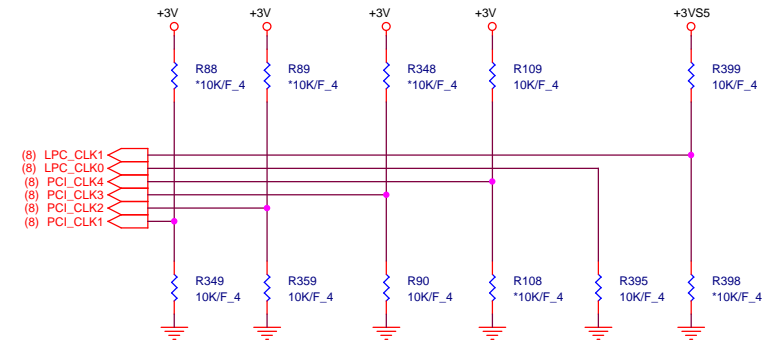 +3V +3V +3V +3V +3VS5
R88 R89 R348 R109 R399
*10K/F_4 *10K/F_4 *10K/F_4 10K/F_4 10K/F_4
(8) LPC_CLK1
(8) LPC_CLK0
(8) PCI_CLK4
(8) PCI_CLK3
(8) PCI_CLK2
(8) PCI_CLK1
R349 R359 R90 R108 R395 R398
10K/F_4 10K/F_4 10K/F_4 *10K/F_4 10K/F_4 *10K/F_4